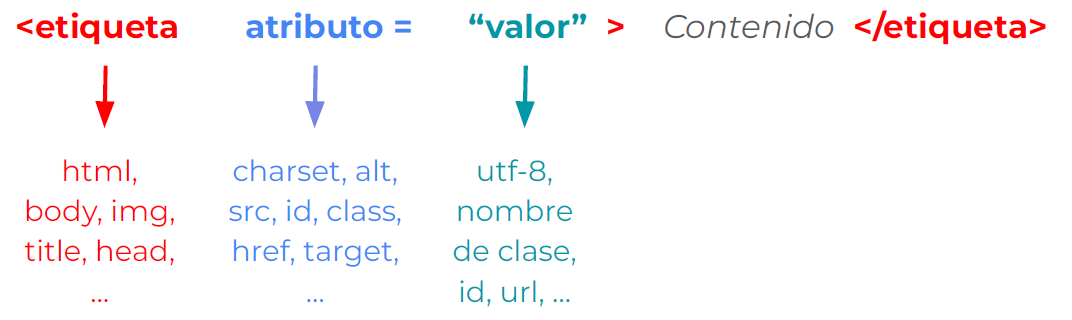 <etiqueta atributo = “valor” > Contenido </etiqueta>
html,
body, img,
title, head,
...
charset, alt,
src, id, class,
href, target,
...
utf-8,
nombre
de clase,
id, url, ...